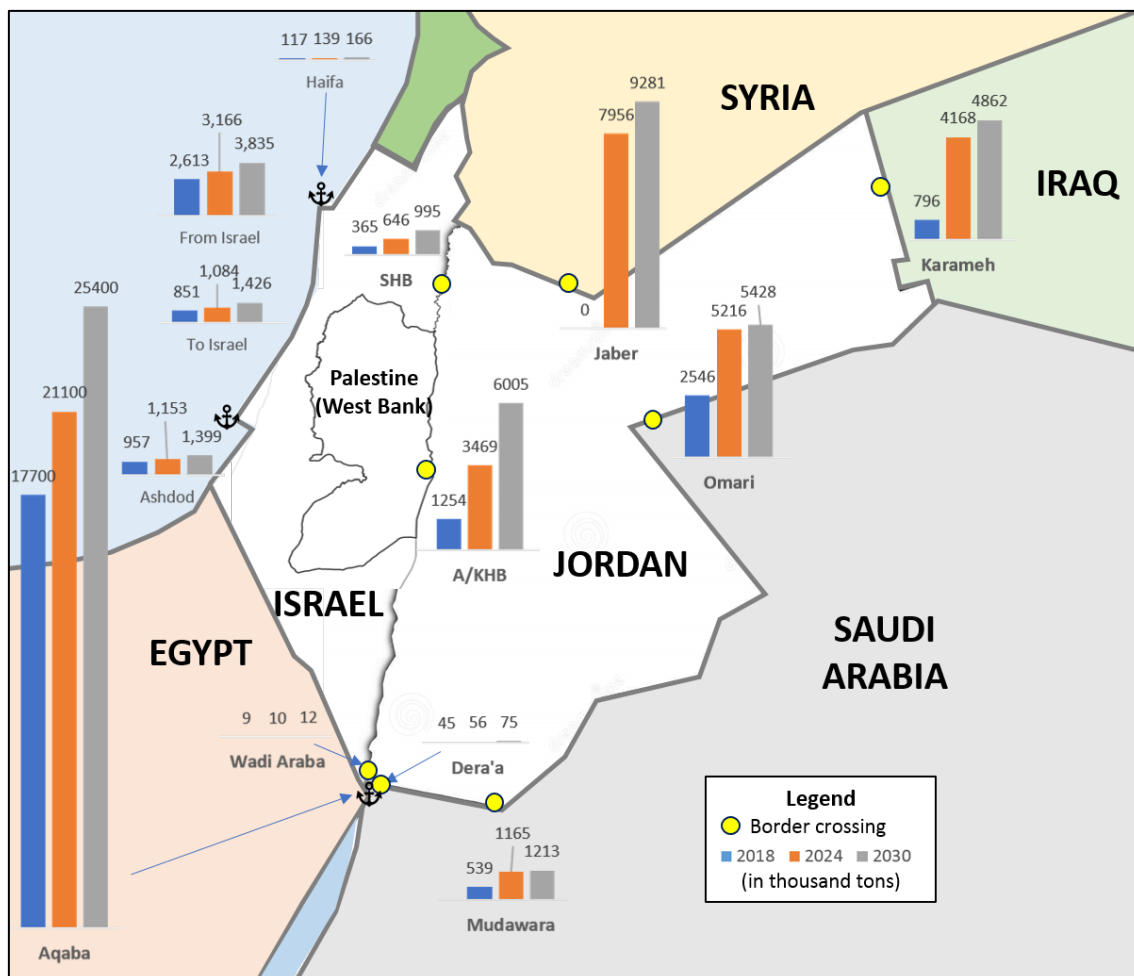 117 139 166
Haifa
2,613 3,166 3,835
From Israel
851 1,084 1,426
To Israel
17700 21100 25400
Aqaba
957 1,153 1,399
Ashdod
365 646 995
SHB
SYRIA
0 7956 9281
Jaber
IRAQ
796 4168 4862
Karameh
2546 5216 5428
Omari
Palestine
(West Bank)
1254 3469 6005
A/KHB
JORDAN
ISRAEL
EGYPT
SAUDI
ARABIA
9 10 12
Wadi Araba
45 56 75
Dera'a
539 1165 1213
Mudawara
Legend
Border crossing
2018 2024 2030
(in thousand tons)